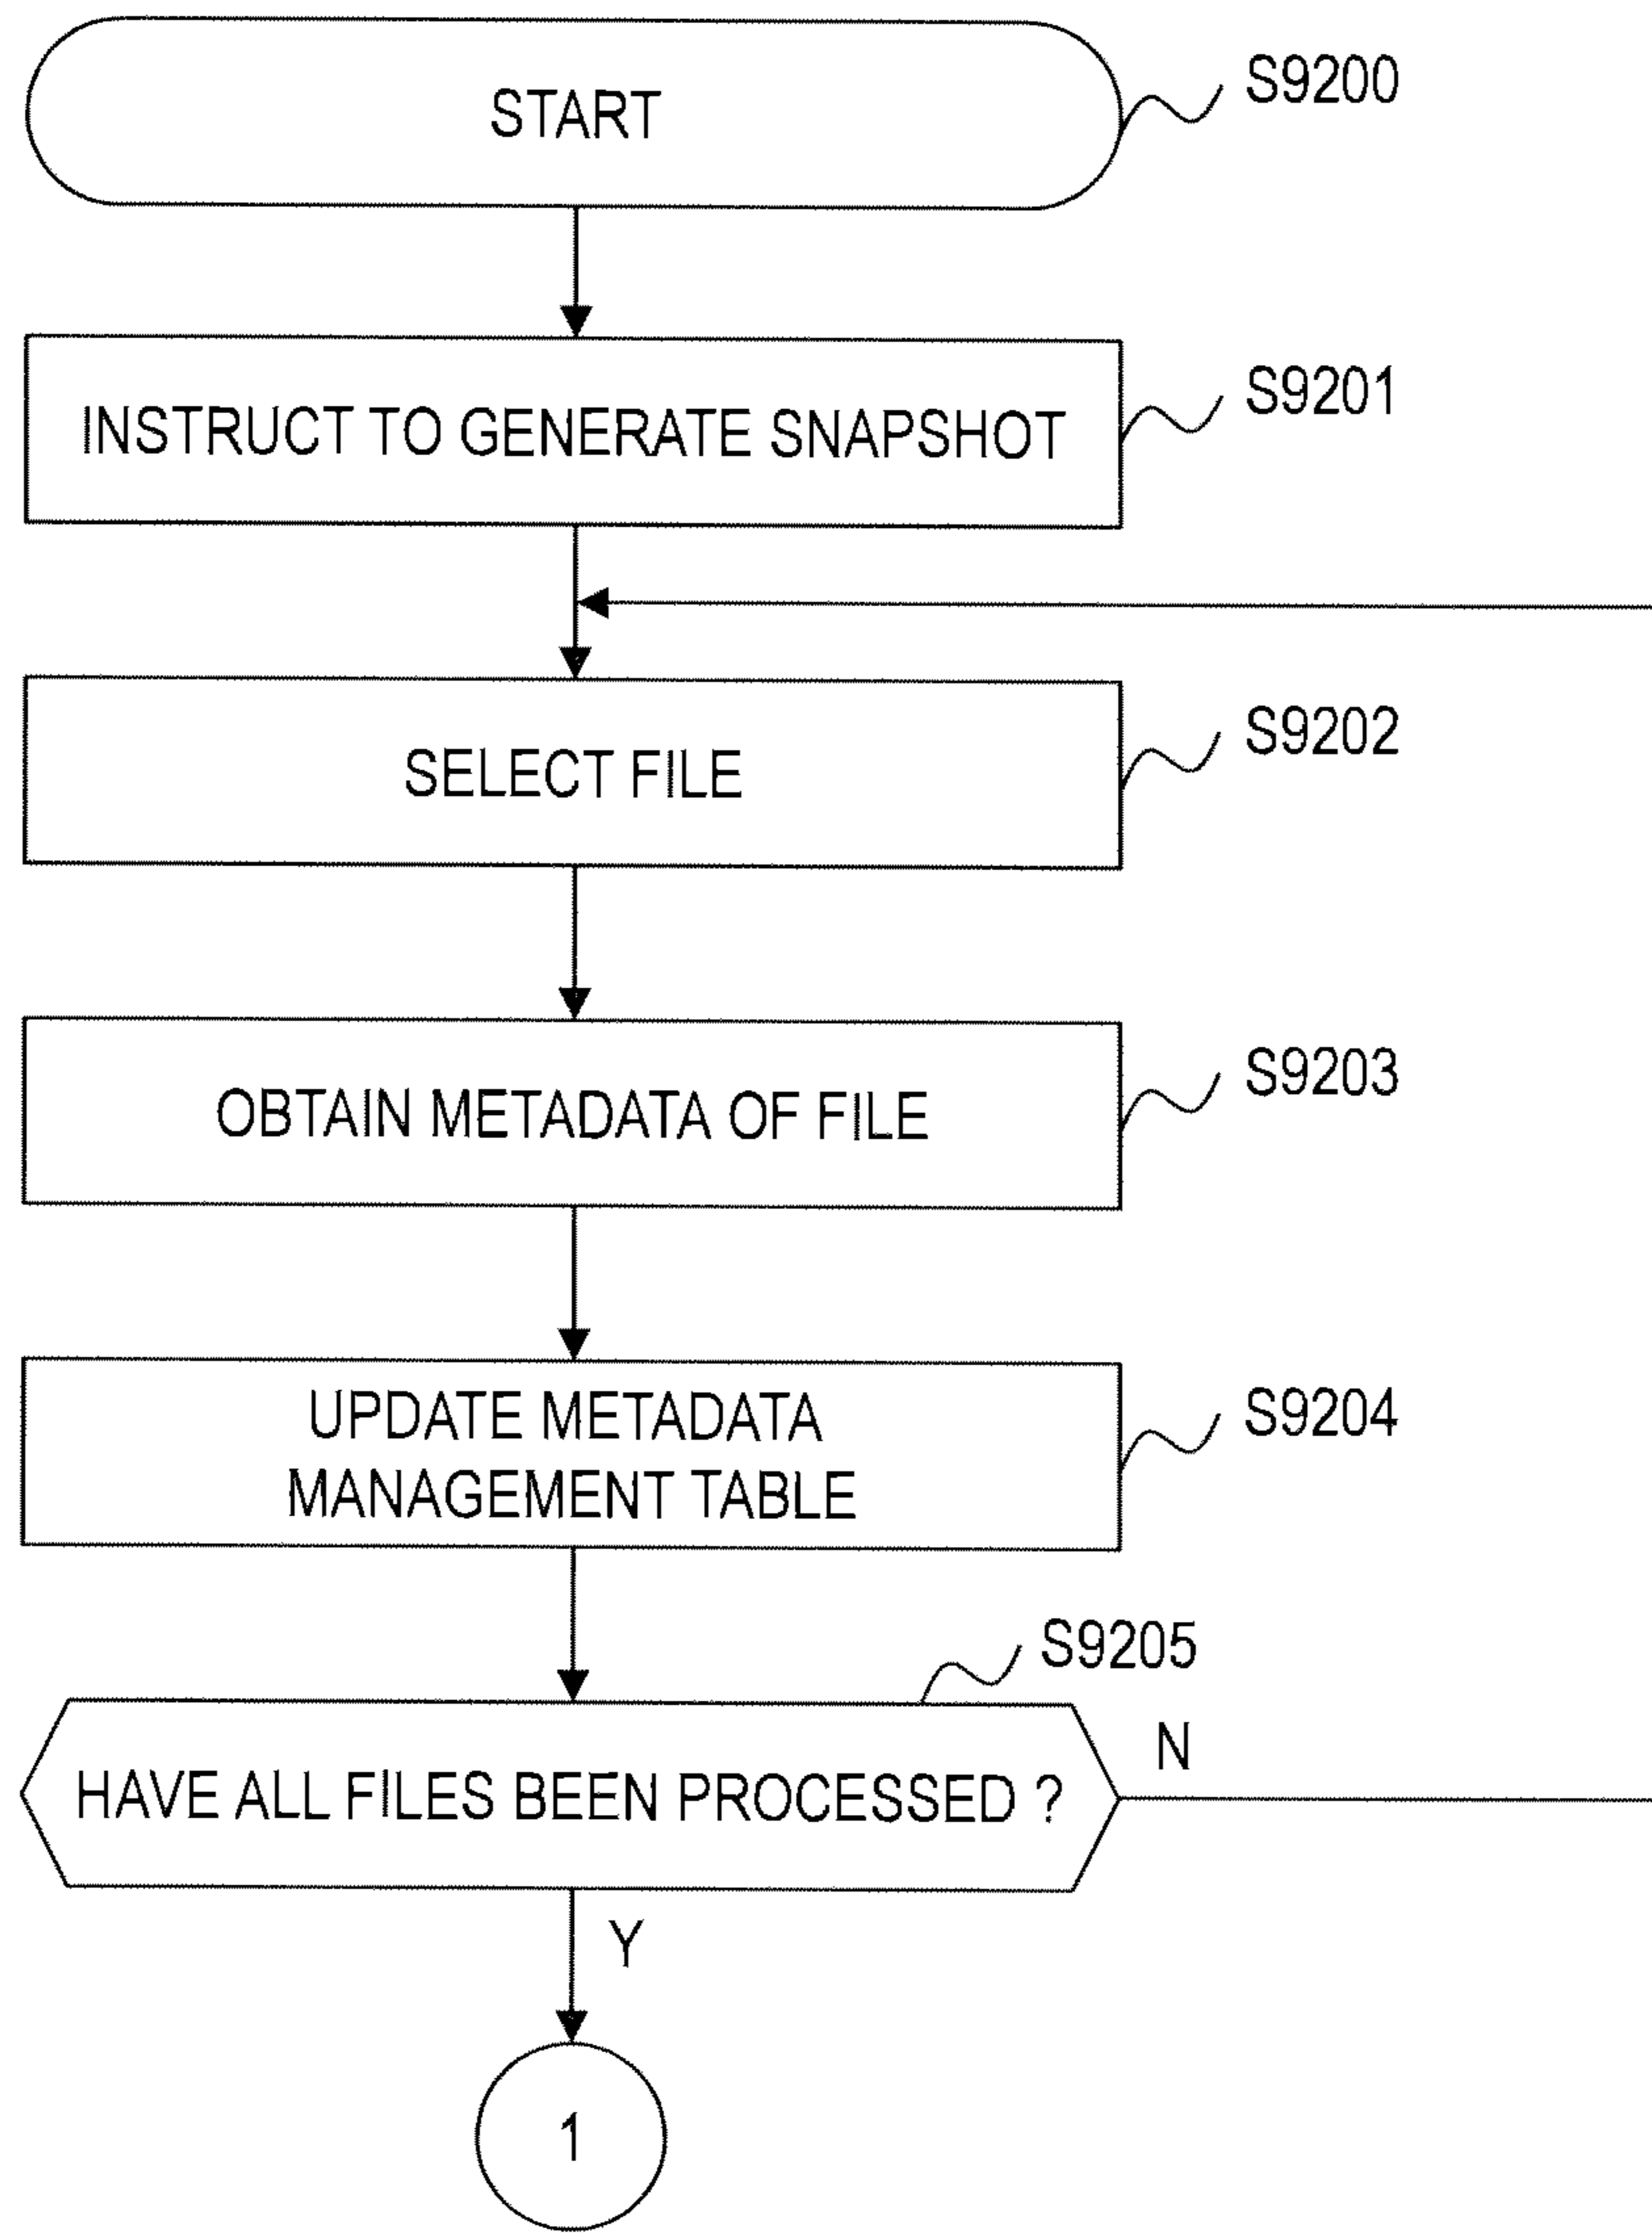 START
S9200
INSTRUCT TO GENERATE SNAPSHOT
S9201
SELECT FILE
S9202
OBTAIN METADATA OF FILE
S9203
UPDATE METADATA
MANAGEMENT TABLE
S9204
S9205
HAVE ALL FILES BEEN PROCESSED ?
N
Y
1